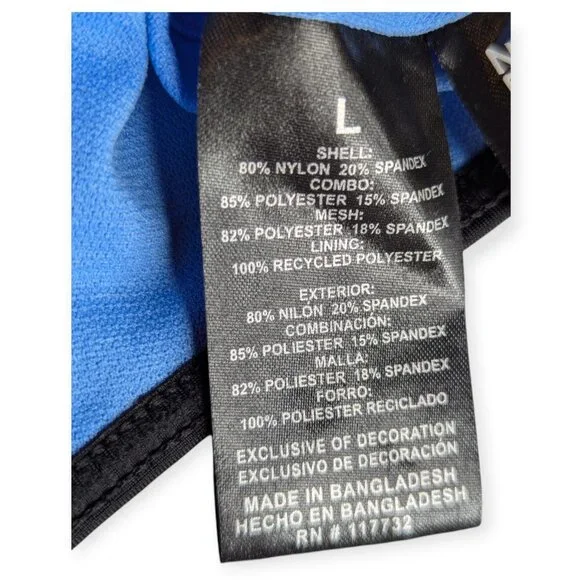 L
SHELL:
80% NYLON 20% SPANDEX
COMBO:
85% POLYESTER 15% SPANDEX
MESH:
82% POLYESTER 18% SPANDEX
LINING:
100% RECYCLED POLYESTER
EXTERIOR:
80% NILÓN 20% SPANDEX
COMBINACIÓN:
85% POLIESTER 15% SPANDEX
MALLA:
82% POLIESTER 18% SPANDEX
FORRO:
100% POLIESTER RECICLADO
EXCLUSIVE OF DECORATION
EXCLUSIVO DE DECORACIÓN
MADE IN BANGLADESH
HECHO EN BANGLADESH
RN # 117732